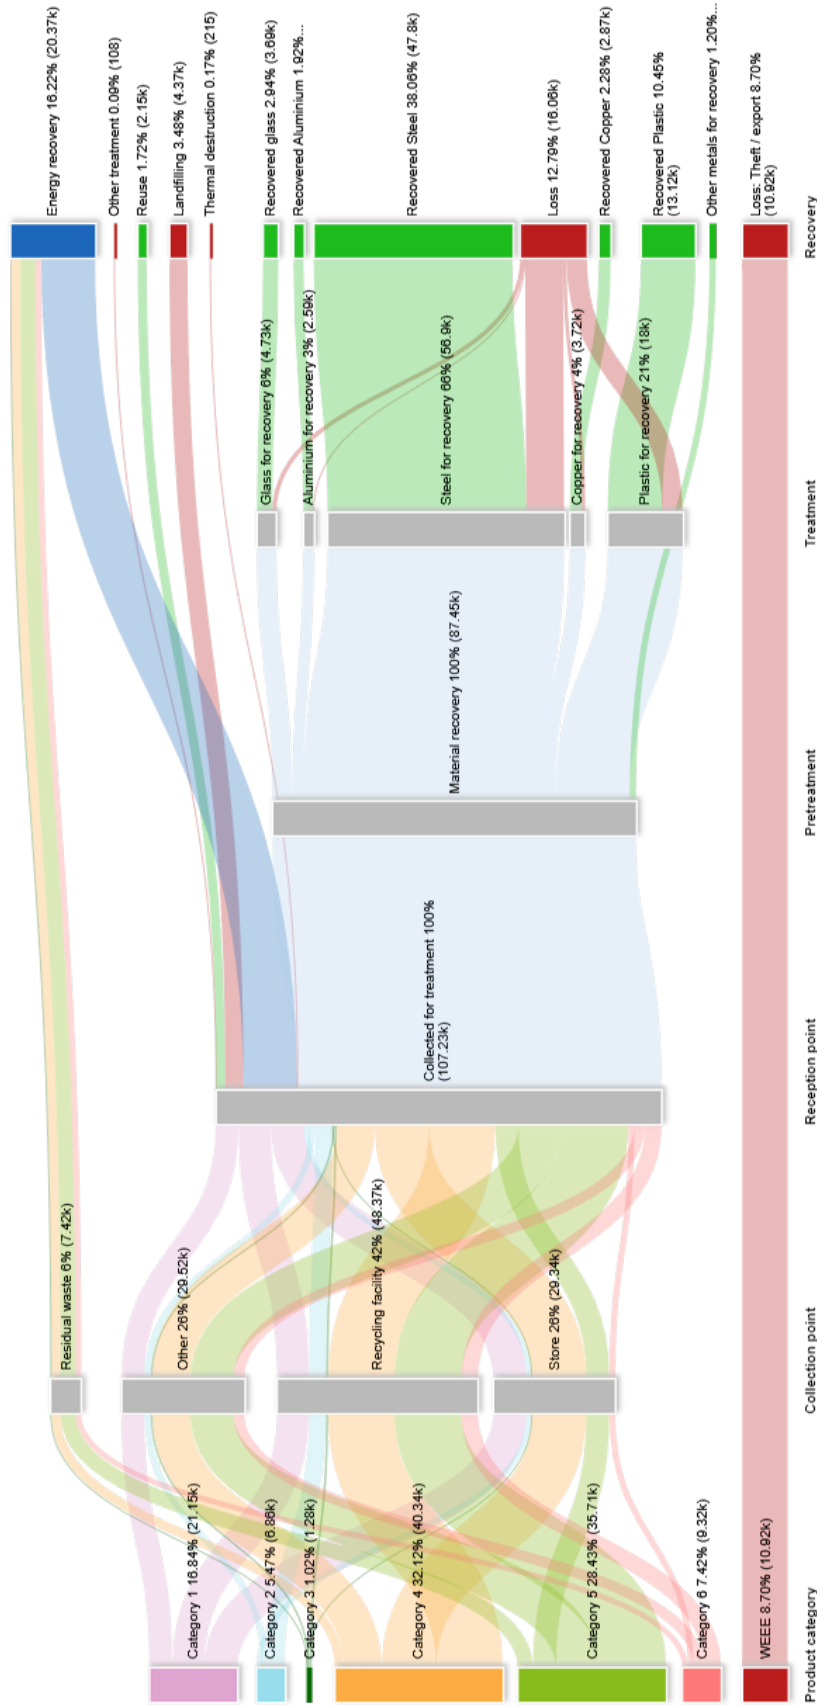 Energy recovery 16.22% (20.37k)
Other treatment 0.09% (108)
Reuse 1.72% (2.15k)
Landfilling 3.48% (4.37k)
Thermal destruction 0.17% (215)
Recovered glass 2.94% (3.69k)
Recovered Aluminium 1.92%...
Recovered Steel 38.06% (47.8k)
Loss 12.79% (16.06k)
Recovered Copper 2.28% (2.87k)
Recovered Plastic 10.45%
(13.12k)
Other metals for recovery 1.20%...
Loss: Theft / export 8.70%
(10.92k)
Recovery
Glass for recovery 6% (4.73k)
Aluminium for recovery 3% (2.59k)
Steel for recovery 66% (56.9k)
Copper for recovery 4% (3.72k)
Plastic for recovery 21% (18k)
Treatment
Material recovery 100% (87.45k)
Pretreatment
Collected for treatment 100%
(107.23k)
Reception point
Residual waste 6% (7.42k)
Other 26% (29.52k)
Recycling facility 42% (48.37k)
Store 26% (29.34k)
Collection point
Category 1 16.84% (21.15k)
Category 2 5.47% (6.86k)
Category 3 1.02% (1.28k)
Category 4 32.12% (40.34k)
Category 5 28.43% (35.71k)
Category 6 7.42% (9.32k)
WEEE 8.70% (10.92k)
Product category